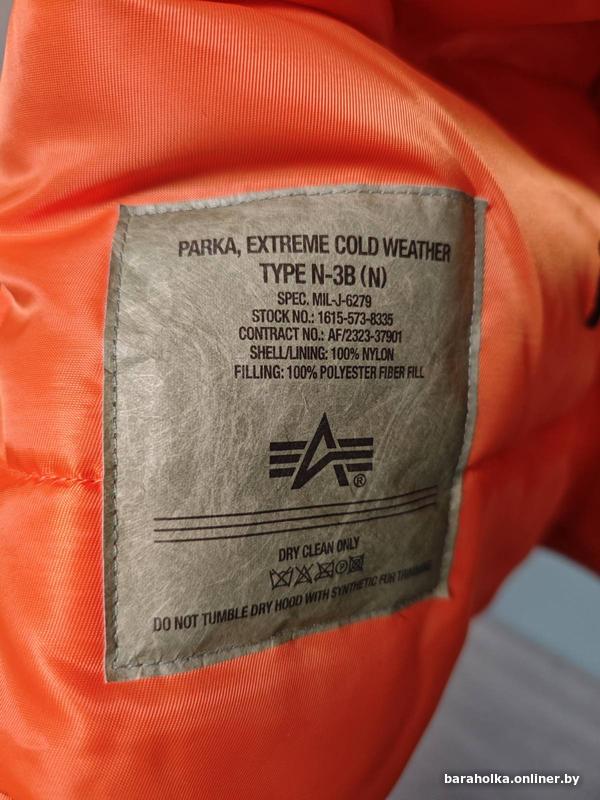 PARKA, EXTREME COLD WEATHER
TYPE N-3B (N)
SPEC. MIL-J-6279
STOCK NO.: 1615-573-8335
CONTRACT NO.: AF/2323-37901
SHELL/LINING: 100% NYLON
FILLING: 100% POLYESTER FIBER FILL
®
DRY CLEAN ONLY
DO NOT TUMBLE DRY HOOD WITH SYNTHETIC FUR TRIMMING
baraholka.onliner.by